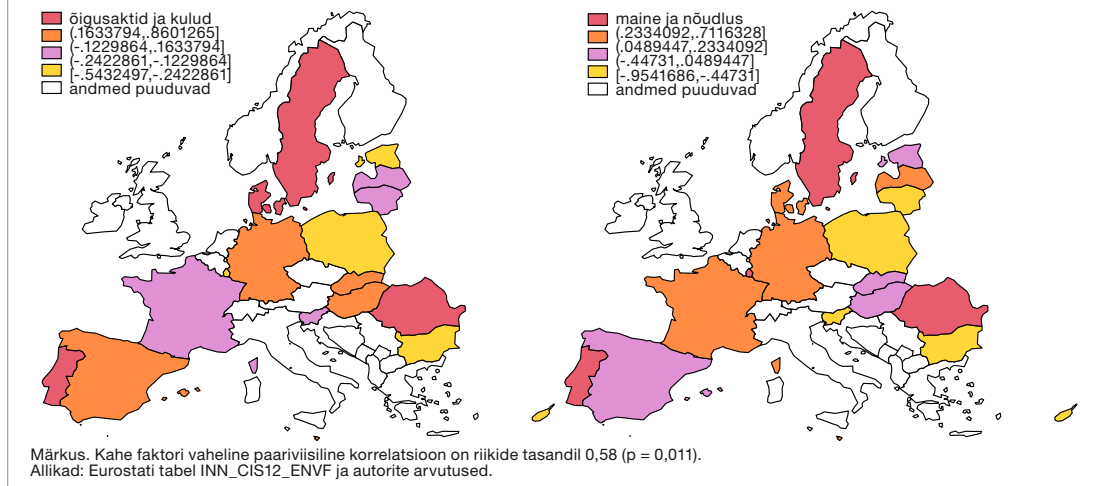 õigusaktid ja kulud
(.1633794,.8601265]
(-.1229864,.1633794]
(-.2422861,-.1229864]
[-.5432497,-.2422861]
andmed puuduvad
maine ja nõudlus
(.2334092,.7116328]
(.0489447,.2334092]
(-.44731,.0489447]
[-.9541686,-.44731]
andmed puuduvad
Märkus. Kahe faktori vaheline paariviisiline korrelatsioon on riikide tasandil 0,58 (p = 0,011).
Allikad: Eurostati tabel INN_CIS12_ENVF ja autorite arvutused.